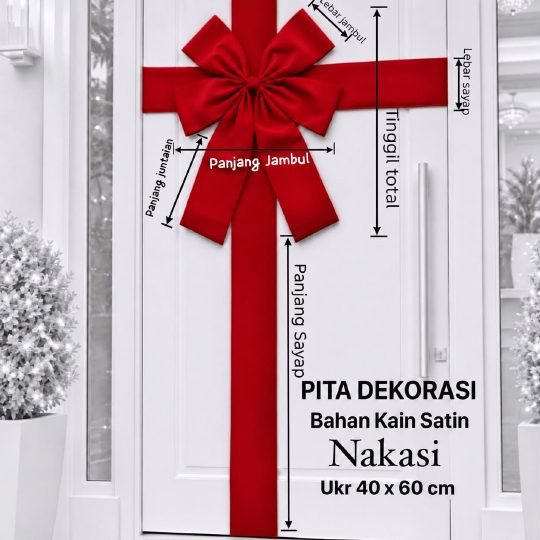 Lebar jambul
Lebar sayap
Tinggil total
Panjang juntaian
Panjang Jambul
Panjang Sayap
PITA DEKORASI
Bahan Kain Satin
Nakasi
Ukr 40 x 60 cm